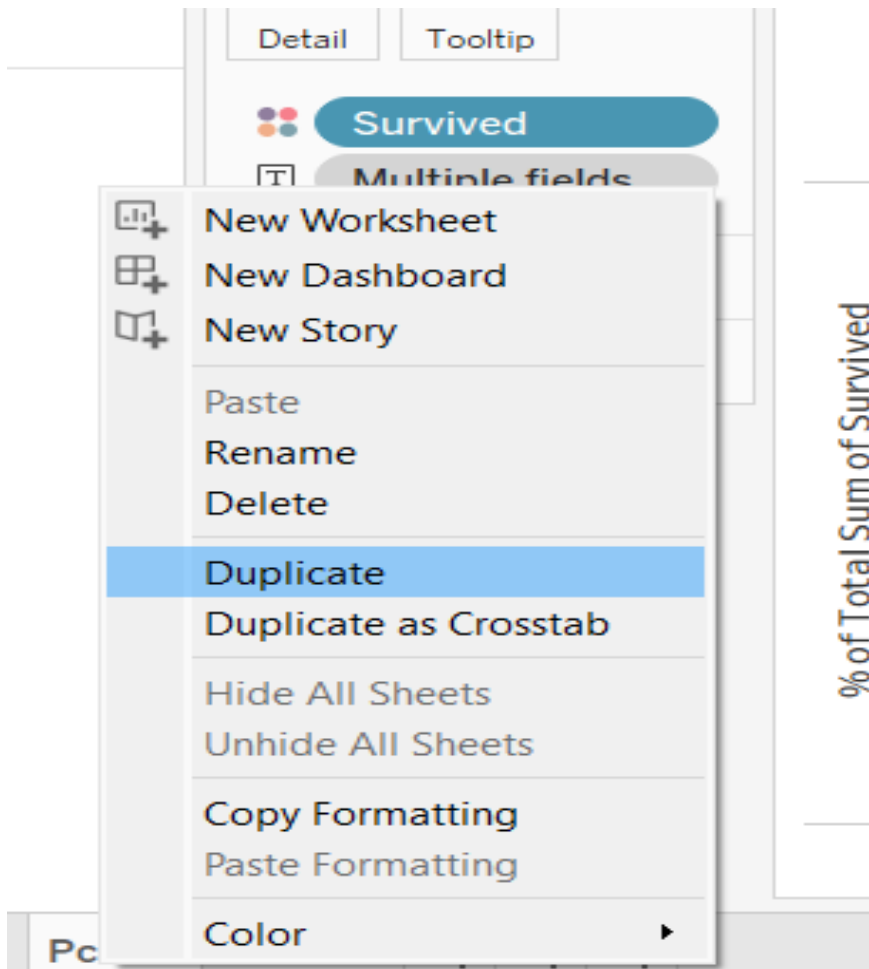 Detail Tooltip
Survived
Multiple fields
New Worksheet
New Dashboard
New Story
Paste
Rename
Delete
Duplicate
Duplicate as Crosstab
Hide All Sheets
Unhide All Sheets
Copy Formatting
Paste Formatting
Color
Pc
% of Total Sum of Survived